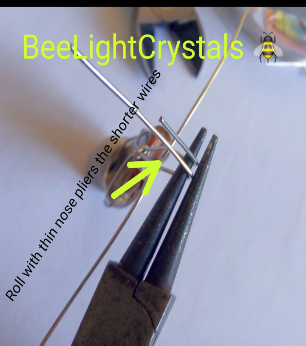 BeeLightCrystals 🐝
Roll with thin nose pliers the shorter wires